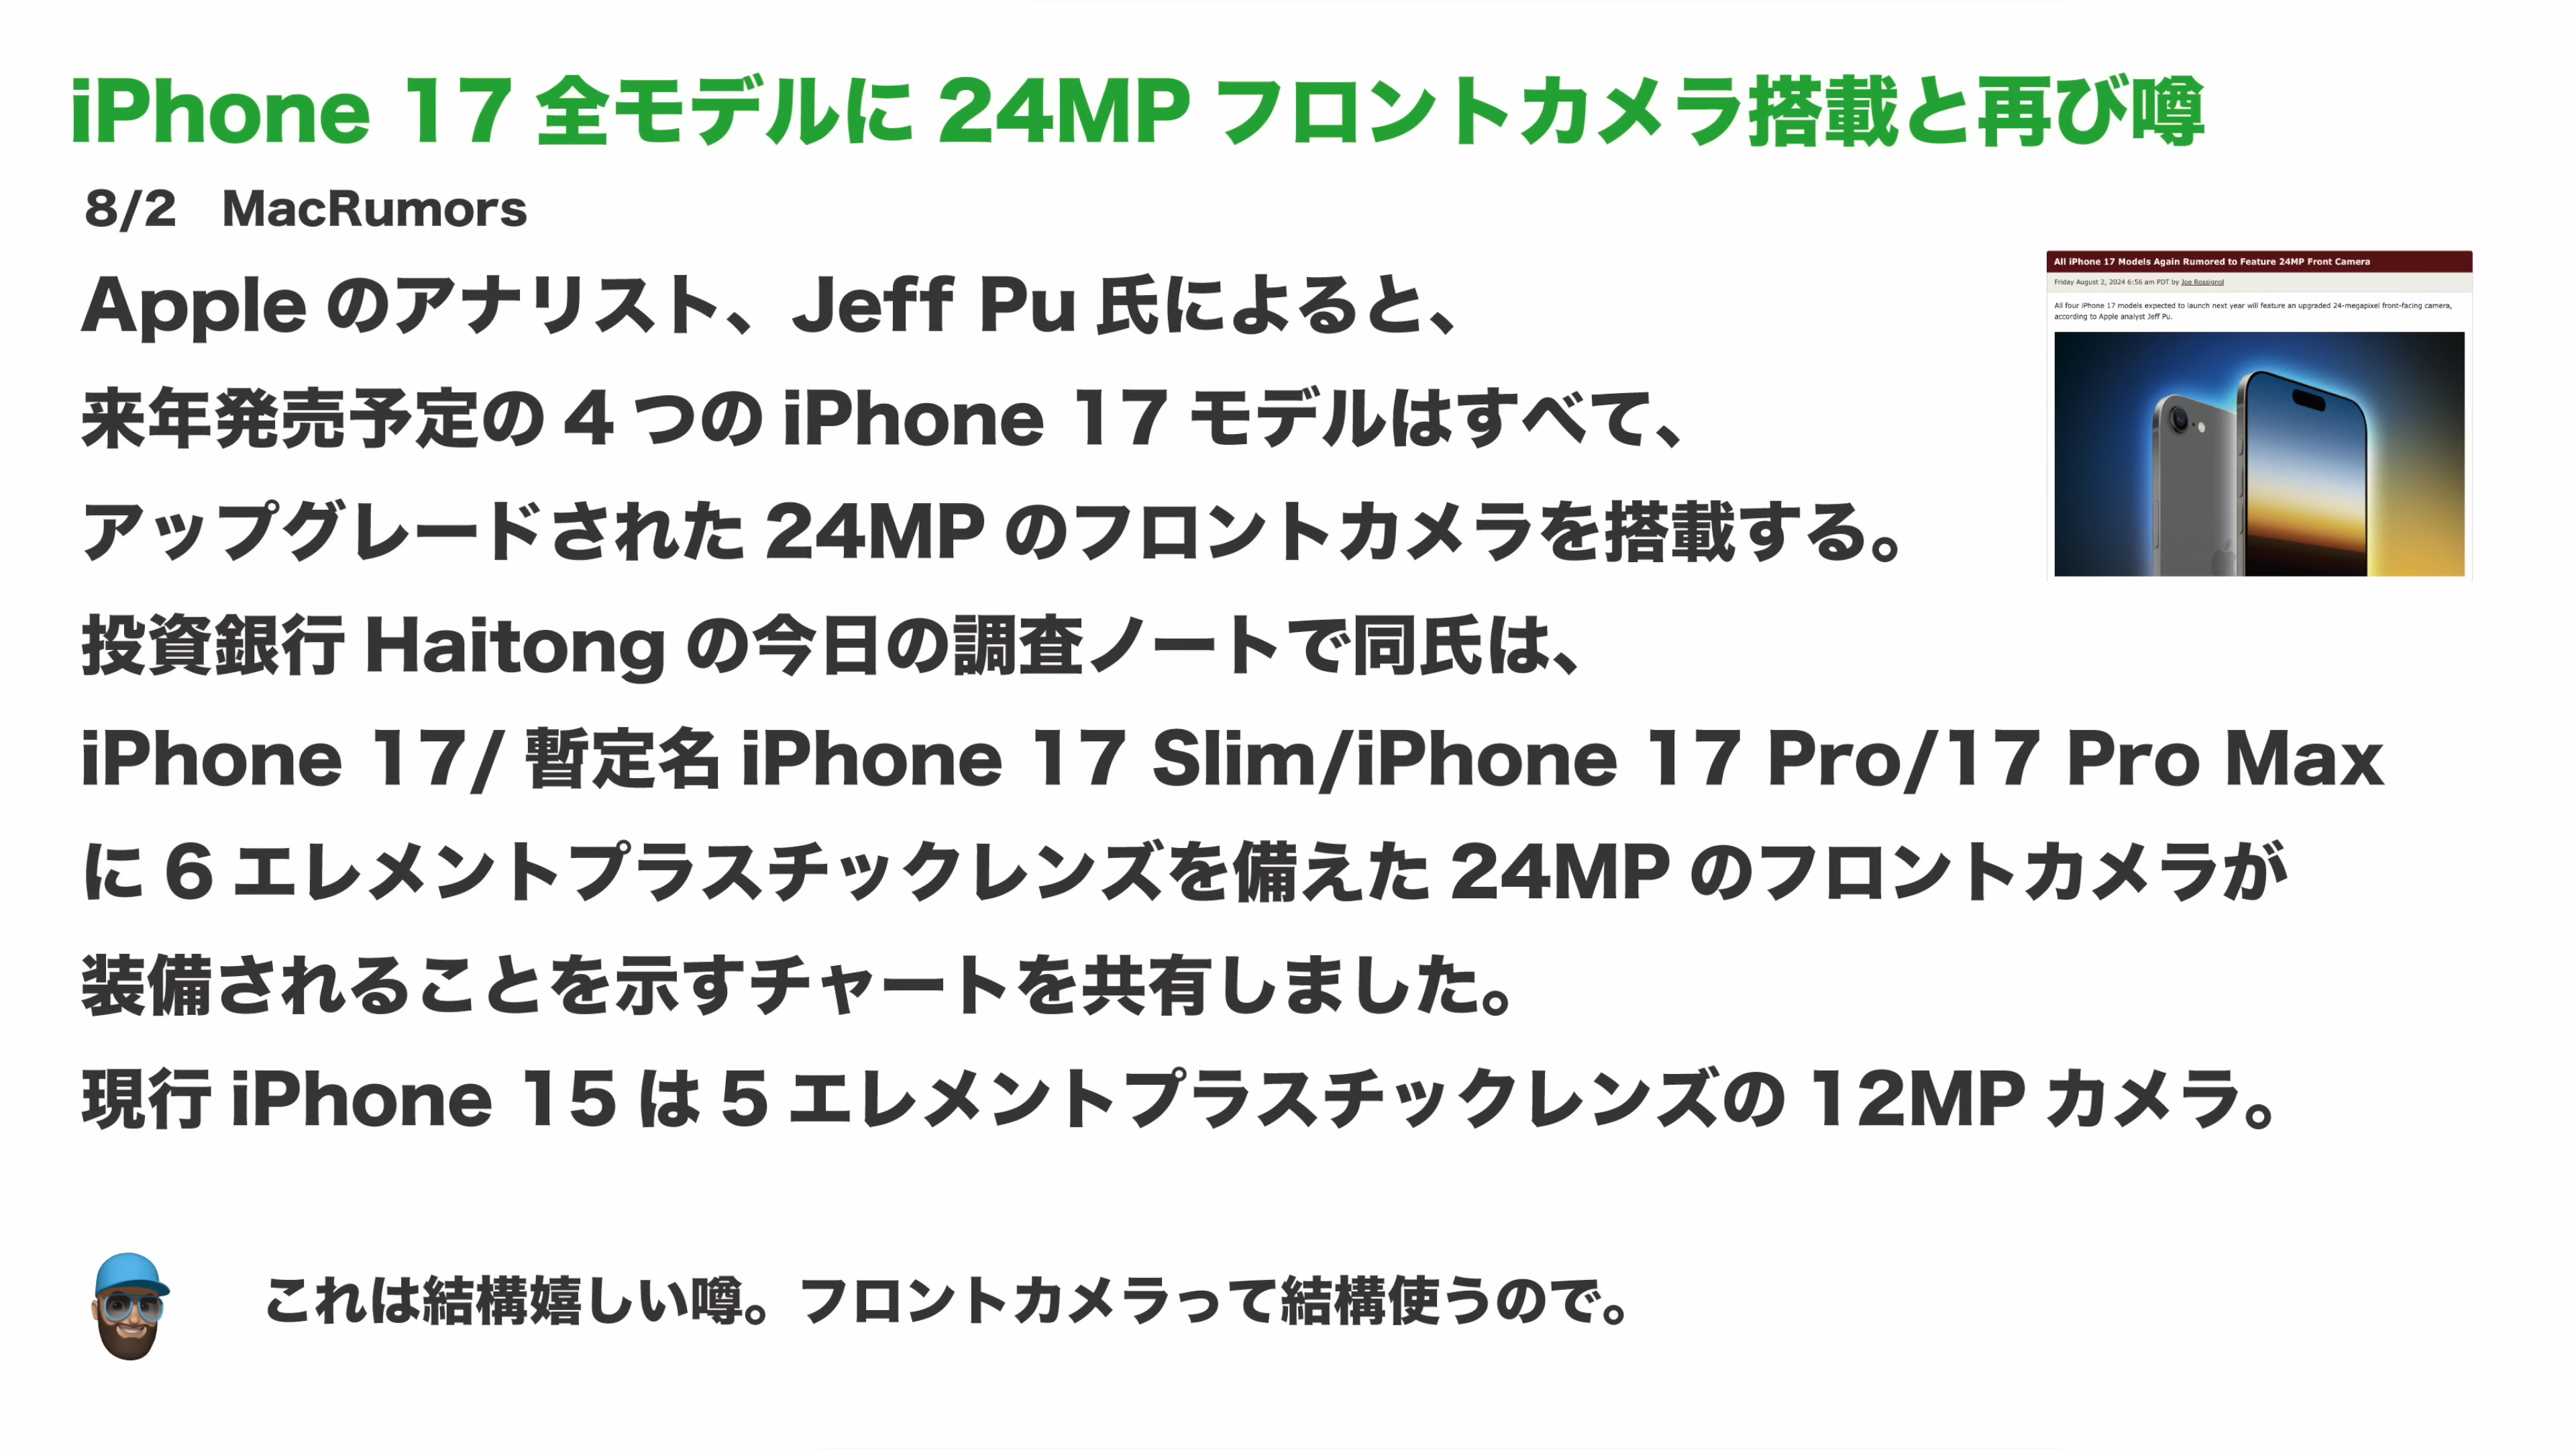 iPhone 17 全モデルに 24MP フロントカメラ搭載と再び噂
8/2 MacRumors
Apple のアナリスト、Jeff Pu 氏によると、
来年発売予定の 4 つの iPhone 17 モデルはすべて、
アップグレードされた 24MP のフロントカメラを搭載する。
投資銀行 Haitong の今日の調査ノートで同氏は、
iPhone 17/ 暫定名 iPhone 17 Slim/iPhone 17 Pro/17 Pro Max
に 6 エレメントプラスチックレンズを備えた 24MP のフロントカメラが
装備されることを示すチャートを共有しました。
現行 iPhone 15 は 5 エレメントプラスチックレンズの 12MP カメラ。
All iPhone 17 Models Again Rumored to Feature 24MP Front Camera
Friday August 2, 2024 6:56 am PDT by Joe Rossignol
All four iPhone 17 models expected to launch next year will feature an upgraded 24-megapixel front-facing camera,
according to Apple analyst Jeff Pu.
これは結構嬉しい噂。フロントカメラって結構使うので。